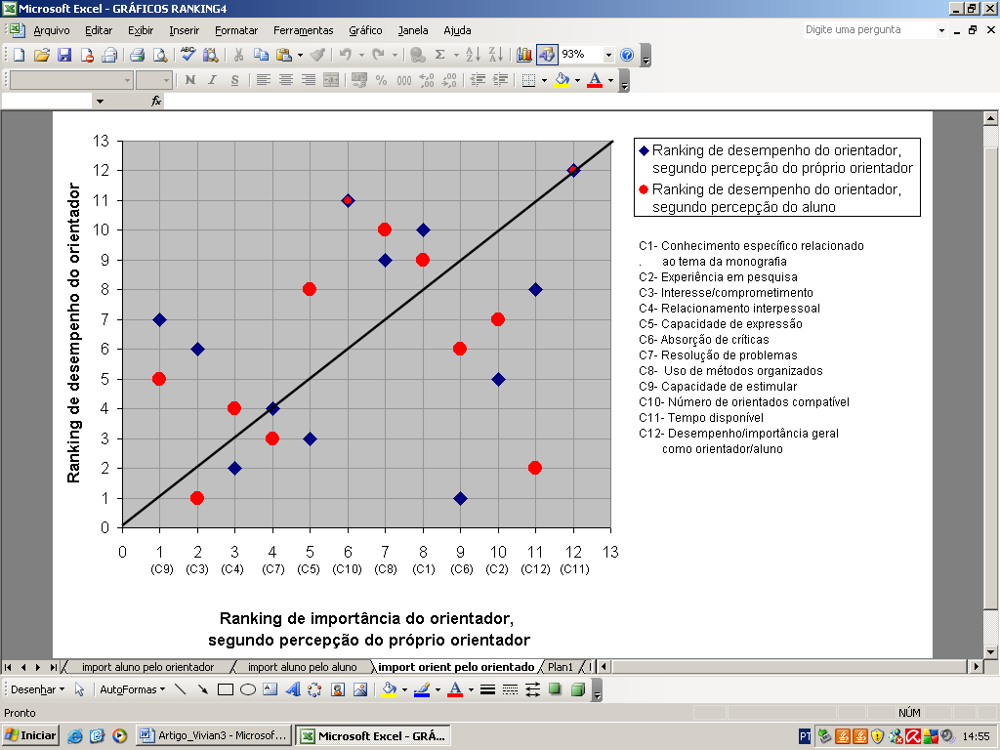 Microsoft Excel - GRÁFICOS RANKING4
Arquivo Editar Exibir Inserir Formatar Ferramentas Gráfico Janela Ajuda
Digite uma pergunta
93%
N I S
% 000
fx
13
12
11
10
9
8
7
6
5
4
3
2
1
0
Ranking de desempenho do orientador
0 1 2 3 4 5 6 7 8 9 10 11 12 13
(C9) (C3) (C4) (C7) (C5) (C10) (C8) (C1) (C6) (C2) (C12) (C11)
Ranking de importância do orientador,
segundo percepção do próprio orientador
Ranking de desempenho do orientador,
segundo percepção do próprio orientador
Ranking de desempenho do orientador,
segundo percepção do aluno
C1- Conhecimento específico relacionado
. ao tema da monografia
C2- Experiência em pesquisa
C3- Interesse/comprometimento
C4- Relacionamento interpessoal
C5- Capacidade de expressão
C6- Absorção de críticas
C7- Resolução de problemas
C8- Uso de métodos organizados
C9- Capacidade de estimular
C10- Número de orientados compatível
C11- Tempo disponível
C12- Desempenho/importância geral
como orientador/aluno
import aluno pelo orientador import aluno pelo aluno import orient pelo orientado Plan1
Desenhar AutoFormas
Pronto
NÚM
Iniciar Artigo_Vivian3 - Microsof... Microsoft Excel - GRÁ... PT 14:55